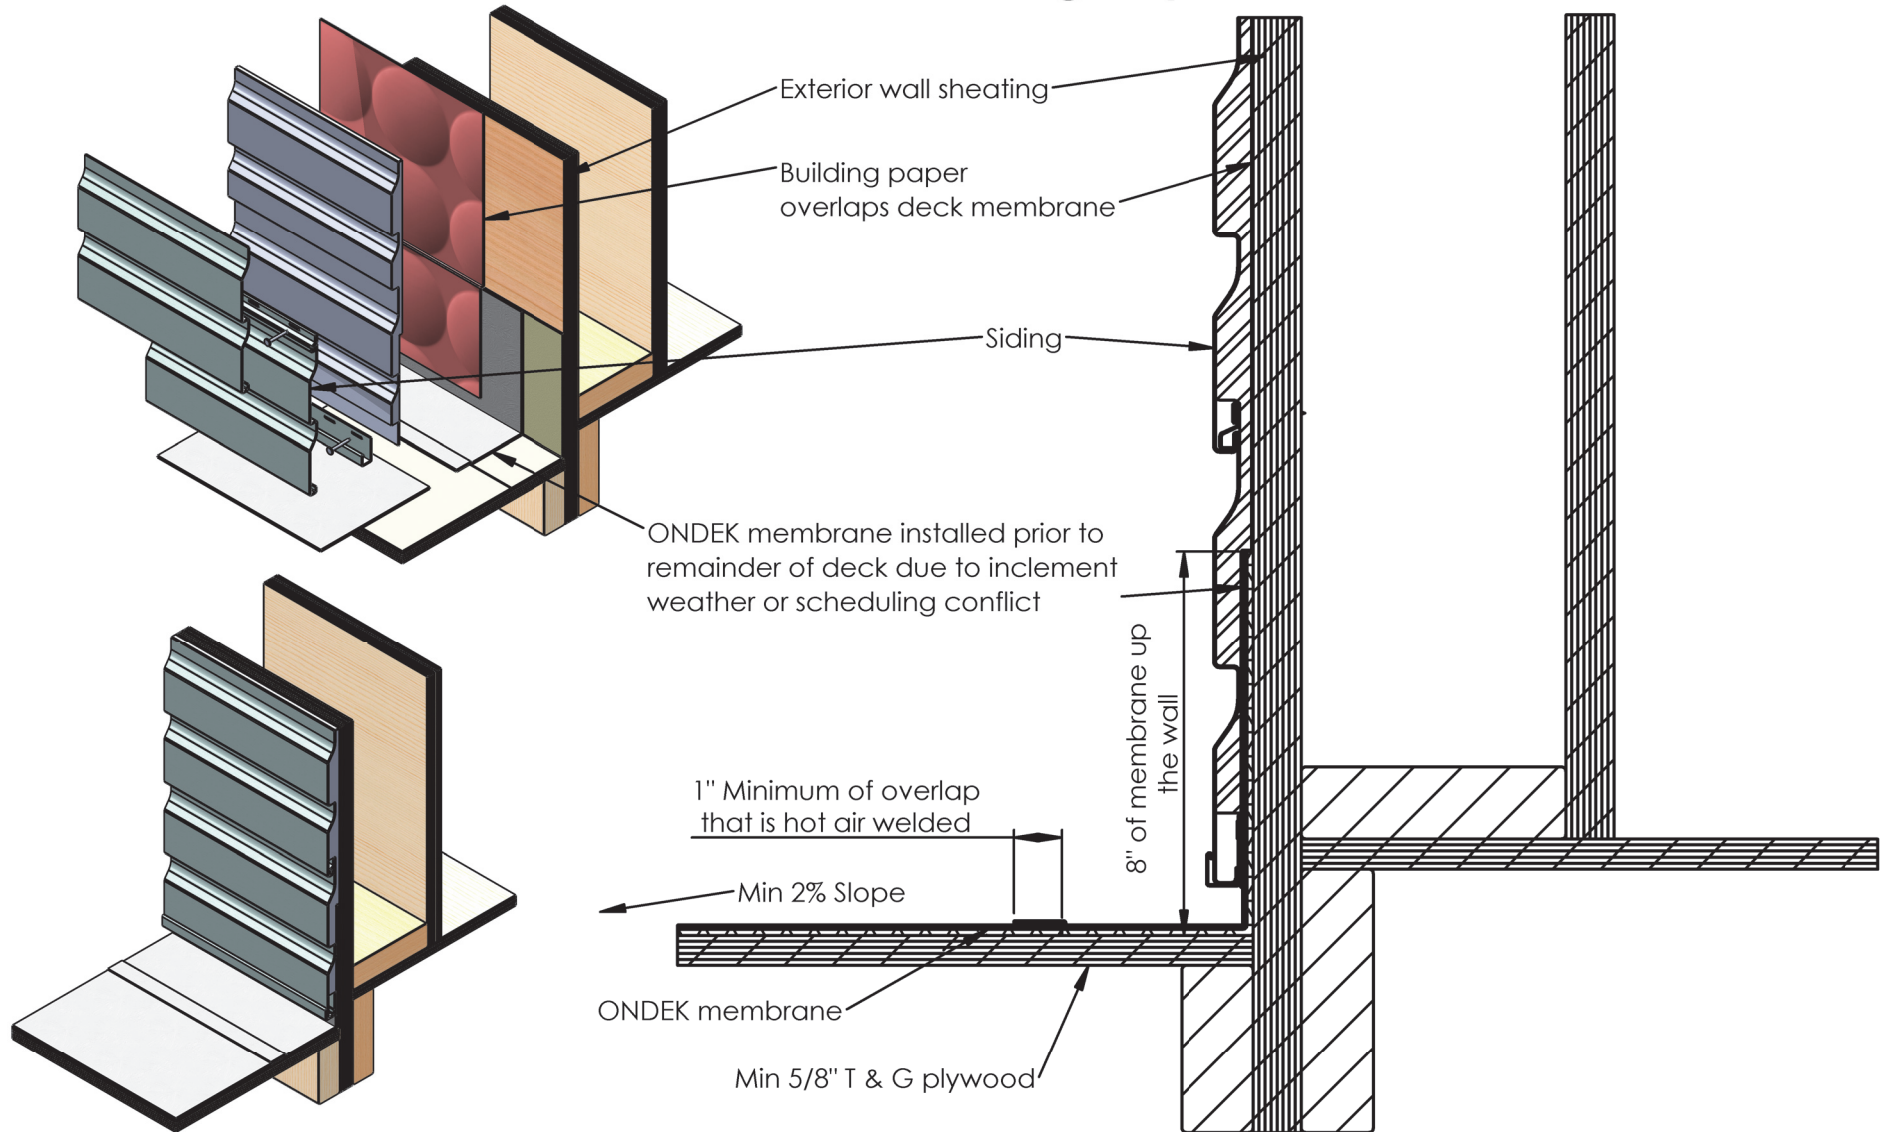 Exterior wall sheating
Building paper
overlaps deck membrane
Siding
ONDEK membrane installed prior to
remainder of deck due to inclement
weather or scheduling conflict
8" of membrane up
the wall
1" Minimum of overlap
that is hot air welded
Min 2% Slope
ONDEK membrane
Min 5/8" T & G plywood